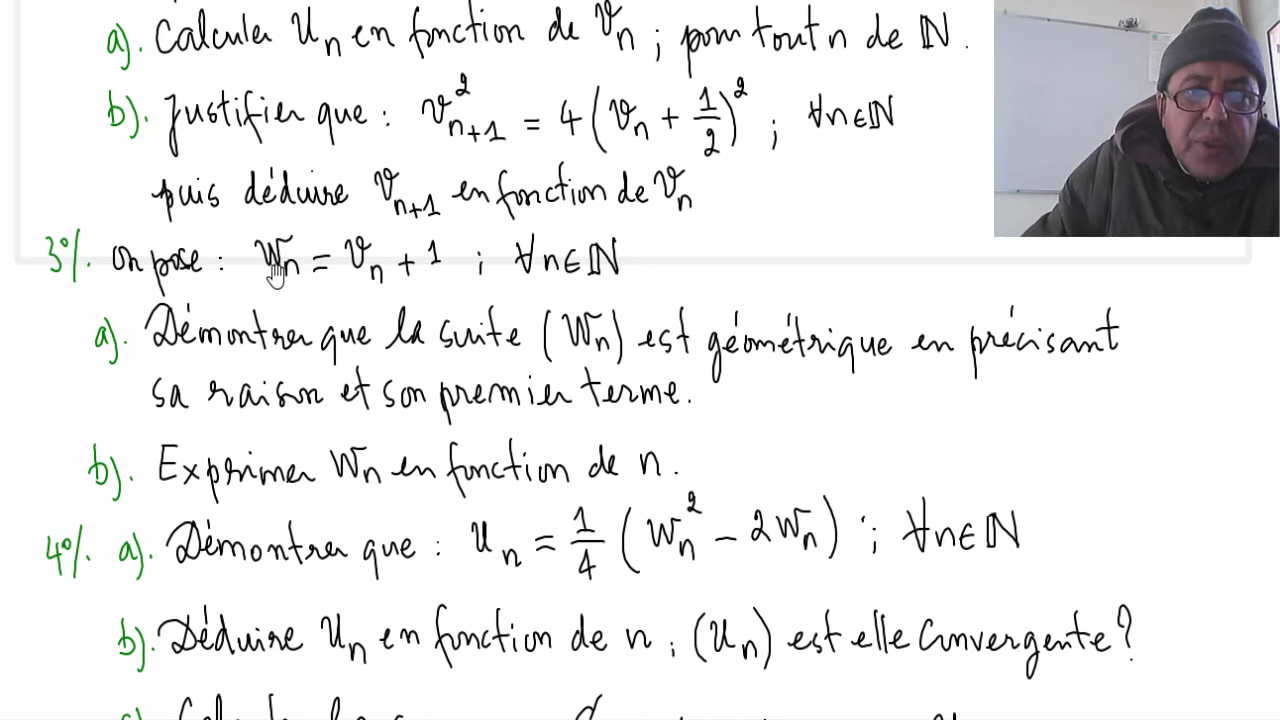 a). Calculer Uₙ en fonction de vₙ ; pour tout n de ℕ.
b). Justifier que : v²ₙ₊₁ = 4(vₙ + 1/2)² ; ∀n∈ℕ
puis déduire vₙ₊₁ en fonction de vₙ
3°/. On pose : Wₙ = vₙ + 1 ; ∀n∈ℕ
a). Démontrer que la suite (Wₙ) est géométrique en précisant
sa raison et son premier terme.
b). Exprimer Wₙ en fonction de n.
4°/. a). Démontrer que : Uₙ = 1/4 (Wₙ² - 2Wₙ) ; ∀n∈ℕ
b). Déduire Uₙ en fonction de n ; (Uₙ) est elle Convergente ?